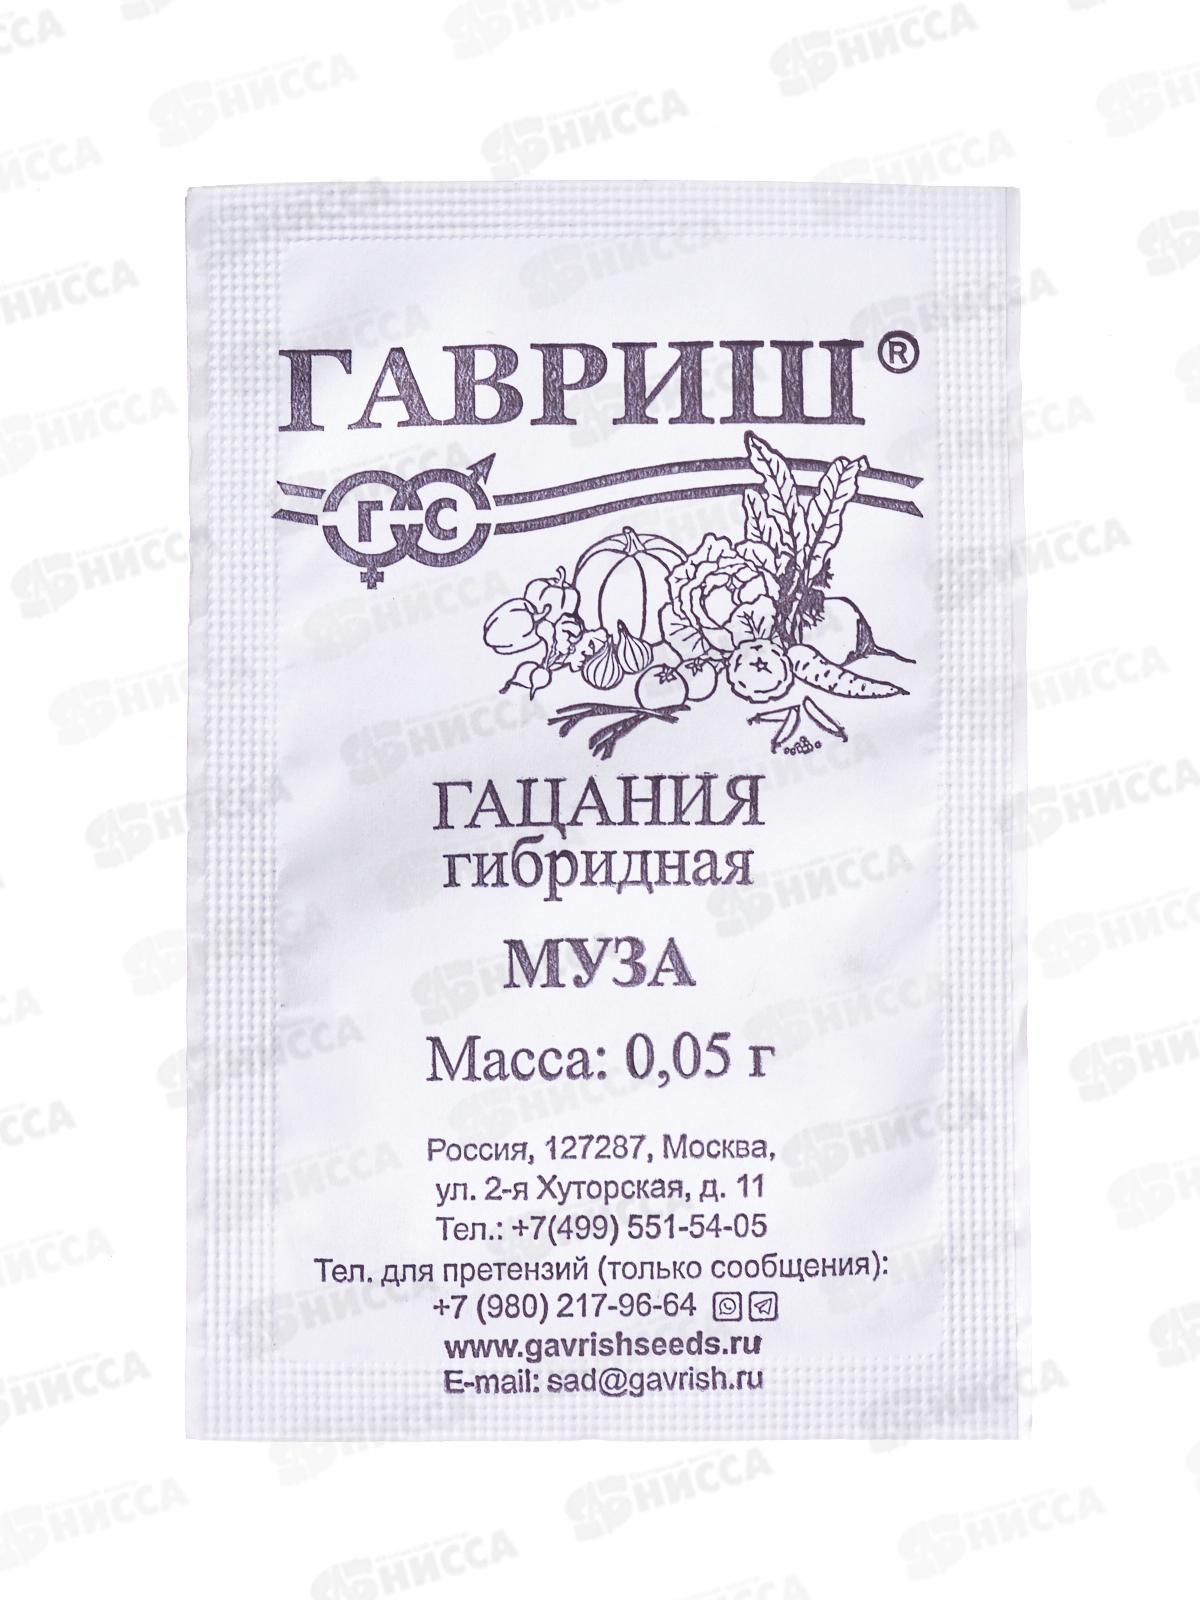 ГАВРИШ®
ГС
ГАЦАНИЯ
гибридная
МУЗА
Масса: 0,05 г
Россия, 127287, Москва,
ул. 2-я Хуторская, д. 11
Тел.: +7(499) 551-54-05
Тел. для претензий (только сообщения):
+7 (980) 217-96-64
www.gavrishseeds.ru
E-mail: sad@gavrish.ru